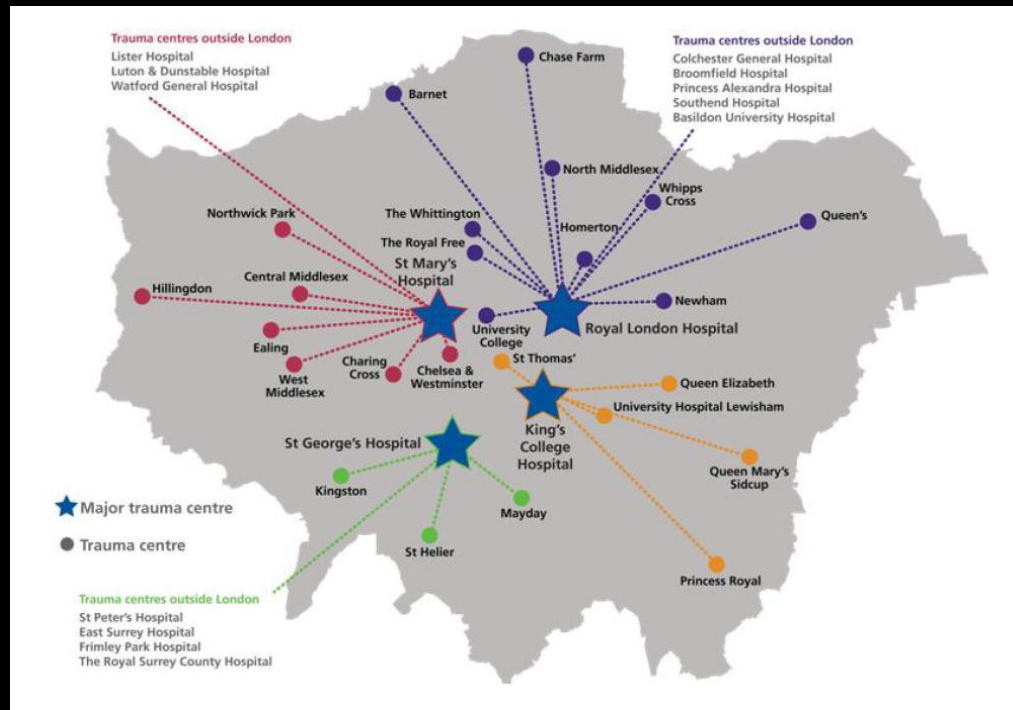 Trauma centres outside London
Lister Hospital
Luton & Dunstable Hospital
Watford General Hospital
Trauma centres outside London
Colchester General Hospital
Broomfield Hospital
Princess Alexandra Hospital
Southend Hospital
Basildon University Hospital
Chase Farm
Barnet
North Middlesex
Whipps
Cross
Northwick Park
The Whittington
Homerton
Queen's
The Royal Free
St Mary's
Hospital
Central Middlesex
Hillingdon
Newham
University
College
Royal London Hospital
Ealing
West
Middlesex
Charing
Cross
Chelsea &
Westminster
St Thomas'
Queen Elizabeth
University Hospital Lewisham
King's
College
Hospital
St George's Hospital
Queen Mary's
Sidcup
Kingston
Mayday
Major trauma centre
Trauma centre
St Helier
Princess Royal
Trauma centres outside London
St Peter's Hospital
East Surrey Hospital
Frimley Park Hospital
The Royal Surrey County Hospital